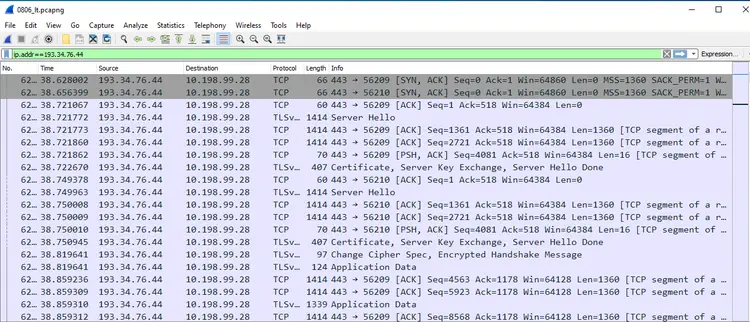 0806_lt.pcapng
File Edit View Go Capture Analyze Statistics Telephony Wireless Tools Help
ip.addr==193.34.76.44 Expression…
No. Time Source Destination Protocol Length Info
62… 38.628002 193.34.76.44 10.198.99.28 TCP 66 443 → 56209 [SYN, ACK] Seq=0 Ack=1 Win=64860 Len=0 MSS=1360 SACK_PERM=1 W…
62… 38.656399 193.34.76.44 10.198.99.28 TCP 66 443 → 56210 [SYN, ACK] Seq=0 Ack=1 Win=64860 Len=0 MSS=1360 SACK_PERM=1 W…
62… 38.721067 193.34.76.44 10.198.99.28 TCP 60 443 → 56209 [ACK] Seq=1 Ack=518 Win=64384 Len=0
62… 38.721772 193.34.76.44 10.198.99.28 TLSv… 1414 Server Hello
62… 38.721773 193.34.76.44 10.198.99.28 TCP 1414 443 → 56209 [ACK] Seq=1361 Ack=518 Win=64384 Len=1360 [TCP segment of a r…
62… 38.721860 193.34.76.44 10.198.99.28 TCP 1414 443 → 56209 [ACK] Seq=2721 Ack=518 Win=64384 Len=1360 [TCP segment of a r…
62… 38.721862 193.34.76.44 10.198.99.28 TCP 70 443 → 56209 [PSH, ACK] Seq=4081 Ack=518 Win=64384 Len=16 [TCP segment of …
62… 38.722670 193.34.76.44 10.198.99.28 TLSv… 407 Certificate, Server Key Exchange, Server Hello Done
62… 38.749378 193.34.76.44 10.198.99.28 TCP 60 443 → 56210 [ACK] Seq=1 Ack=518 Win=64384 Len=0
62… 38.749963 193.34.76.44 10.198.99.28 TLSv… 1414 Server Hello
62… 38.750008 193.34.76.44 10.198.99.28 TCP 1414 443 → 56210 [ACK] Seq=1361 Ack=518 Win=64384 Len=1360 [TCP segment of a r…
62… 38.750009 193.34.76.44 10.198.99.28 TCP 1414 443 → 56210 [ACK] Seq=2721 Ack=518 Win=64384 Len=1360 [TCP segment of a r…
62… 38.750010 193.34.76.44 10.198.99.28 TCP 70 443 → 56210 [PSH, ACK] Seq=4081 Ack=518 Win=64384 Len=16 [TCP segment of …
62… 38.750945 193.34.76.44 10.198.99.28 TLSv… 407 Certificate, Server Key Exchange, Server Hello Done
62… 38.819641 193.34.76.44 10.198.99.28 TLSv… 97 Change Cipher Spec, Encrypted Handshake Message
62… 38.819641 193.34.76.44 10.198.99.28 TLSv… 124 Application Data
62… 38.859236 193.34.76.44 10.198.99.28 TCP 1414 443 → 56209 [ACK] Seq=4563 Ack=1178 Win=64128 Len=1360 [TCP segment of a …
62… 38.859309 193.34.76.44 10.198.99.28 TCP 1414 443 → 56209 [ACK] Seq=5923 Ack=1178 Win=64128 Len=1360 [TCP segment of a …
62… 38.859310 193.34.76.44 10.198.99.28 TLSv… 1339 Application Data
62… 38.859312 193.34.76.44 10.198.99.28 TCP 1414 443 → 56209 [ACK] Seq=8568 Ack=1178 Win=64128 Len=1360 [TCP segment of a …